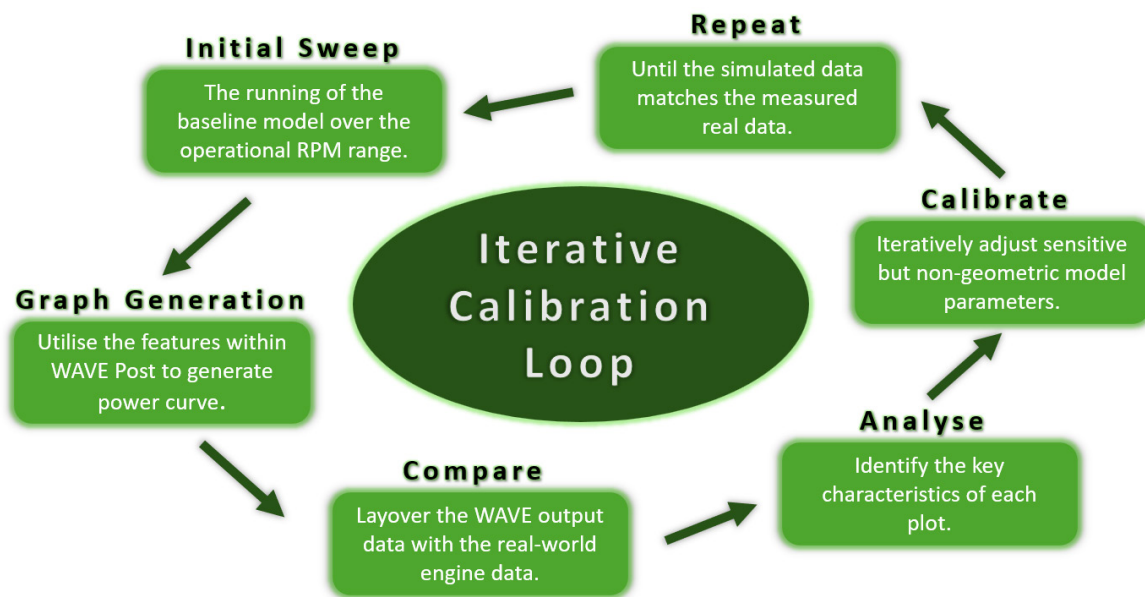 Initial Sweep
The running of the
baseline model over the
operational RPM range.
Graph Generation
Utilise the features within
WAVE Post to generate
power curve.
Compare
Layover the WAVE output
data with the real-world
engine data.
Analyse
Identify the key
characteristics of each
plot.
Calibrate
Iteratively adjust sensitive
but non-geometric model
parameters.
Repeat
Until the simulated data
matches the measured
real data.
Iterative
Calibration
Loop